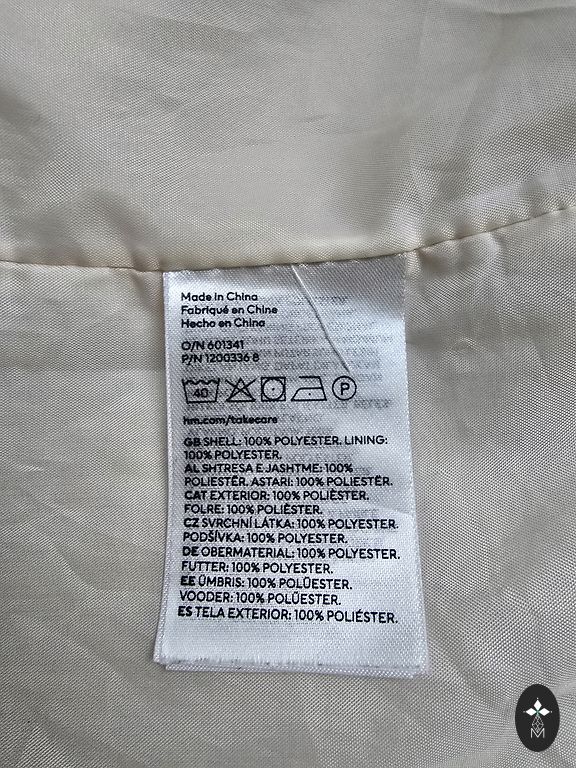 Made in China
Fabriqué en Chine
Hecho en China
O/N 601341
P/N 1200336 8
40 P
hm.com/takecare
GB SHELL: 100% POLYESTER. LINING:
100% POLYESTER.
AL SHTRESA E JASHTME: 100%
POLIESTËR. ASTARI: 100% POLIESTËR.
CAT EXTERIOR: 100% POLIÈSTER.
FOLRE: 100% POLIÈSTER.
CZ SVRCHNÍ LÁTKA: 100% POLYESTER.
PODŠÍVKA: 100% POLYESTER.
DE OBERMATERIAL: 100% POLYESTER.
FUTTER: 100% POLYESTER.
EE ÜMBRIS: 100% POLÜESTER.
VOODER: 100% POLÜESTER.
ES TELA EXTERIOR: 100% POLIÉSTER.
M